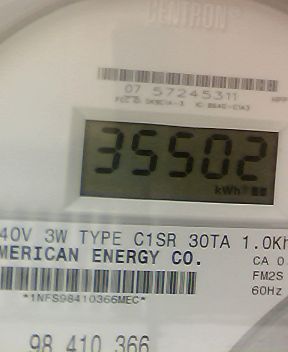 CENTRON®
07 57245311
35502
kWh
40V 3W TYPE C1SR 30TA 1.0Kh
MERICAN ENERGY CO.
CA 0
FM2S
60Hz
*1NFS98410366MEC*
98 410 366